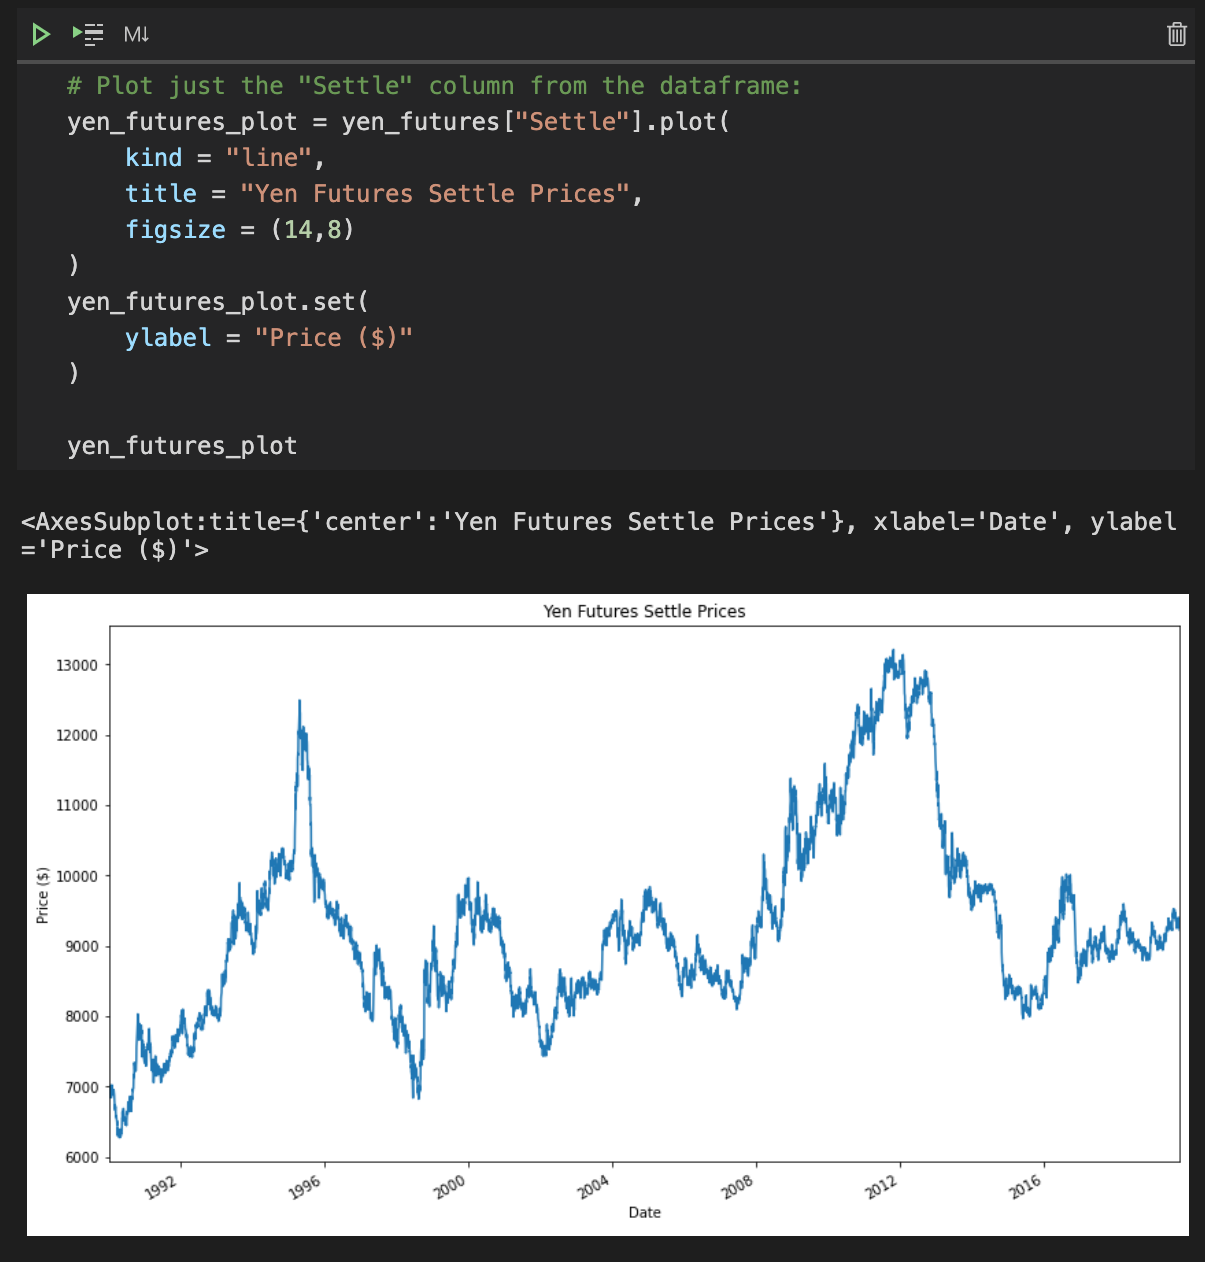 M↓
# Plot just the "Settle" column from the dataframe:
yen_futures_plot = yen_futures["Settle"].plot(
    kind = "line",
    title = "Yen Futures Settle Prices",
    figsize = (14,8)
)
yen_futures_plot.set(
    ylabel = "Price ($)"
)
yen_futures_plot
<AxesSubplot:title={'center':'Yen Futures Settle Prices'}, xlabel='Date', ylabel
='Price ($)'>
Yen Futures Settle Prices
13000
12000
11000
10000
9000
8000
7000
6000
Price ($)
1992 1996 2000 2004 2008 2012 2016
Date